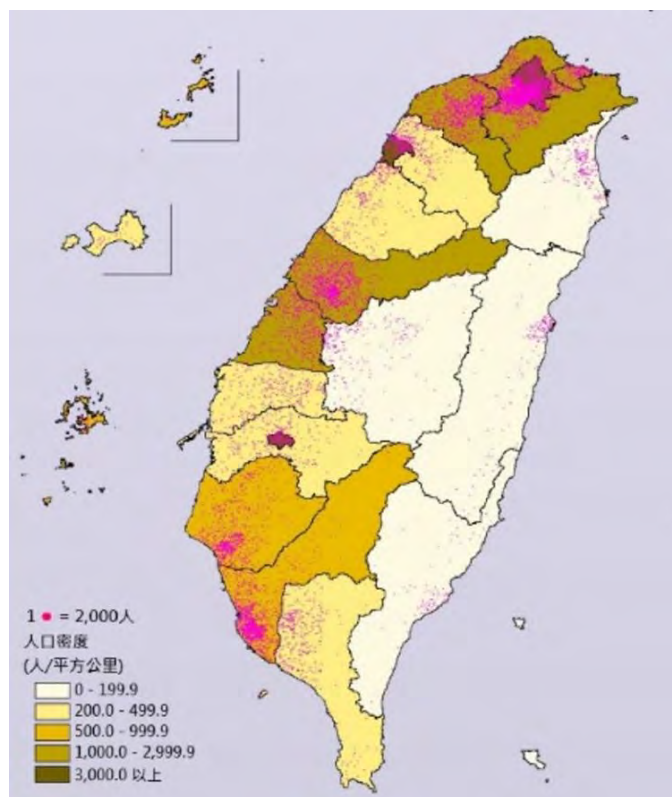 1 ● = 2,000人
人口密度
(人/平方公里)
0 - 199.9
200.0 - 499.9
500.0 - 999.9
1,000.0 - 2,999.9
3,000.0 以上